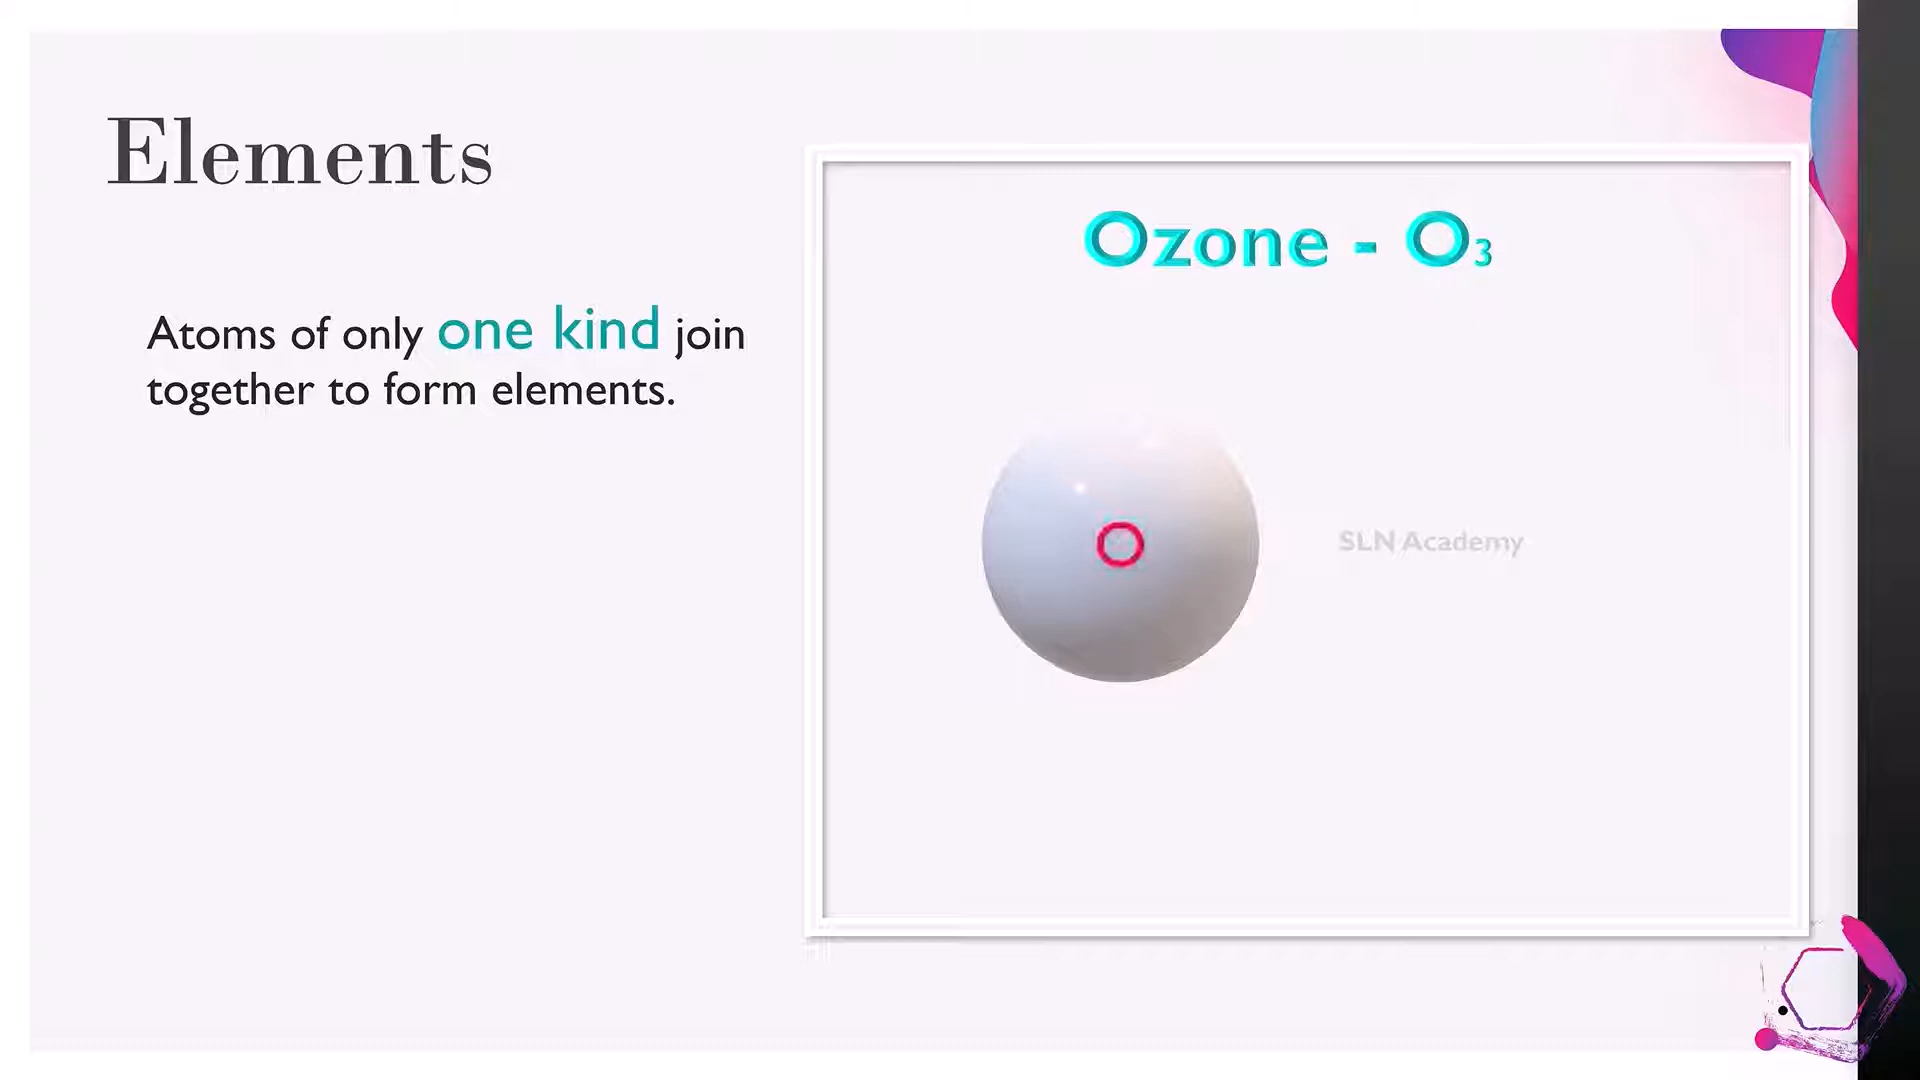 Elements
Atoms of only one kind join
together to form elements.
Ozone - O₃
O
SLN Academy